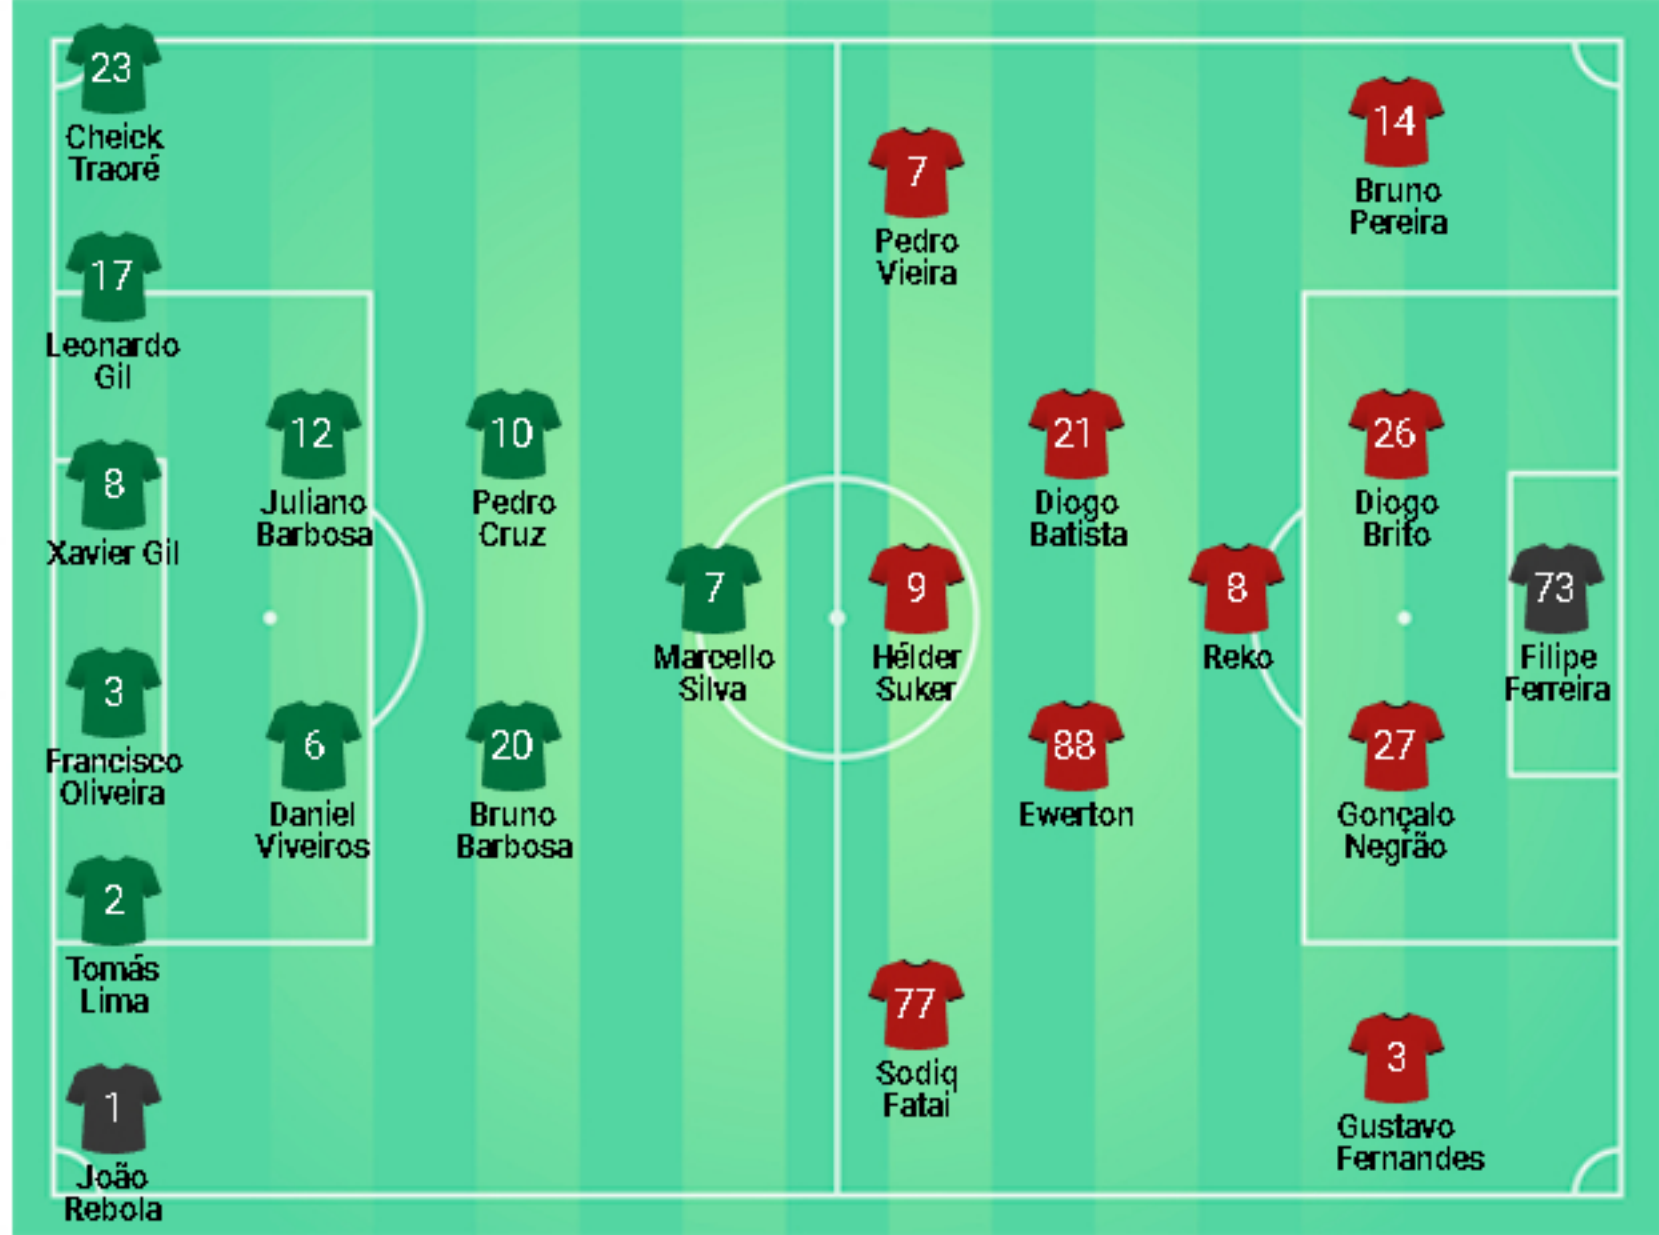 23
Cheick
Traoré
17
Leonardo
Gil
8
Xavier Gil
3
Francisco
Oliveira
2
Tomás
Lima
1
João
Rebola
12
Juliano
Barbosa
6
Daniel
Viveiros
10
Pedro
Cruz
20
Bruno
Barbosa
7
Marcello
Silva
7
Pedro
Vieira
9
Hélder
Suker
77
Sodiq
Fatai
21
Diogo
Batista
88
Ewerton
8
Reko
14
Bruno
Pereira
26
Diogo
Brito
27
Gonçalo
Negrão
3
Gustavo
Fernandes
73
Filipe
Ferreira